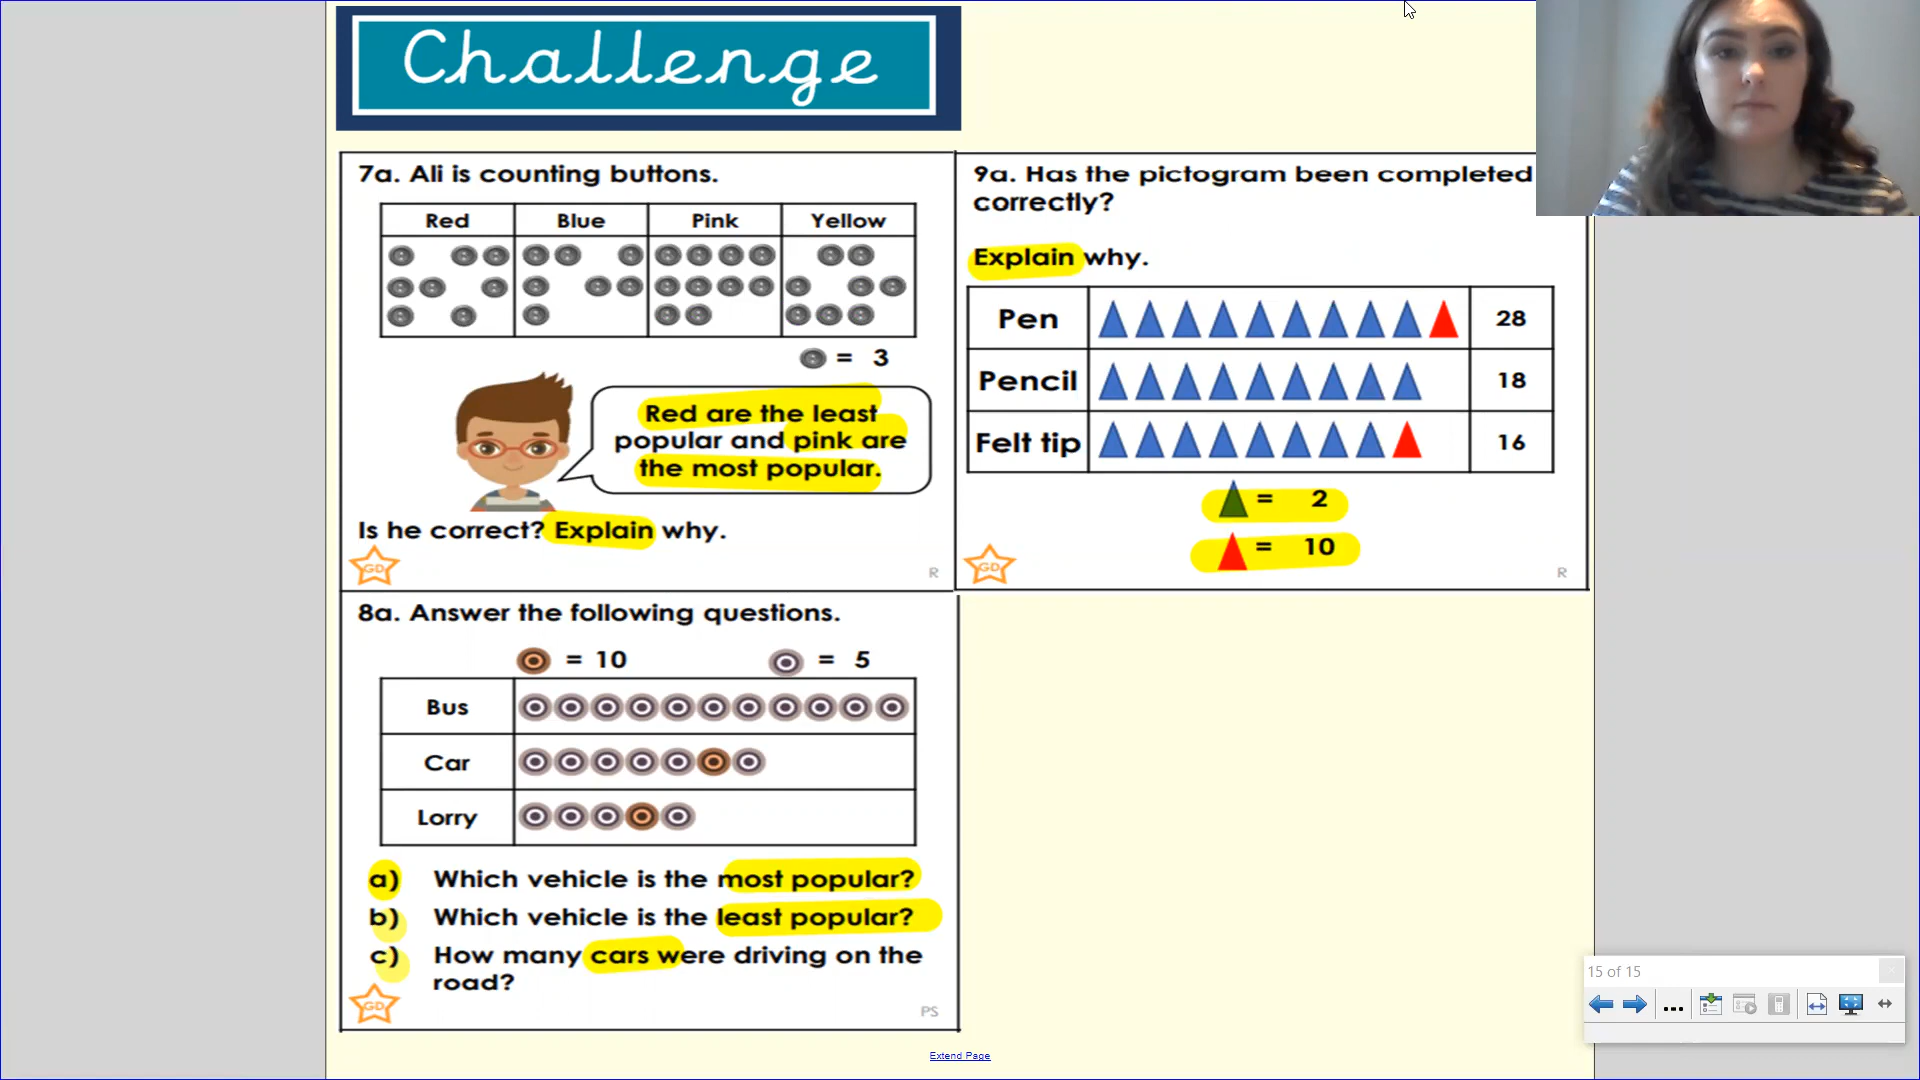 Challenge
7a. Ali is counting buttons.
Red Blue Pink Yellow
= 3
Red are the least
popular and pink are
the most popular.
Is he correct? Explain why.
GD
R
9a. Has the pictogram been completed
correctly?
Explain why.
Pen 28
Pencil 18
Felt tip 16
= 2
= 10
GD
R
8a. Answer the following questions.
= 10 = 5
Bus
Car
Lorry
a) Which vehicle is the most popular?
b) Which vehicle is the least popular?
c) How many cars were driving on the
road?
GD
PS
Extend Page
15 of 15
...